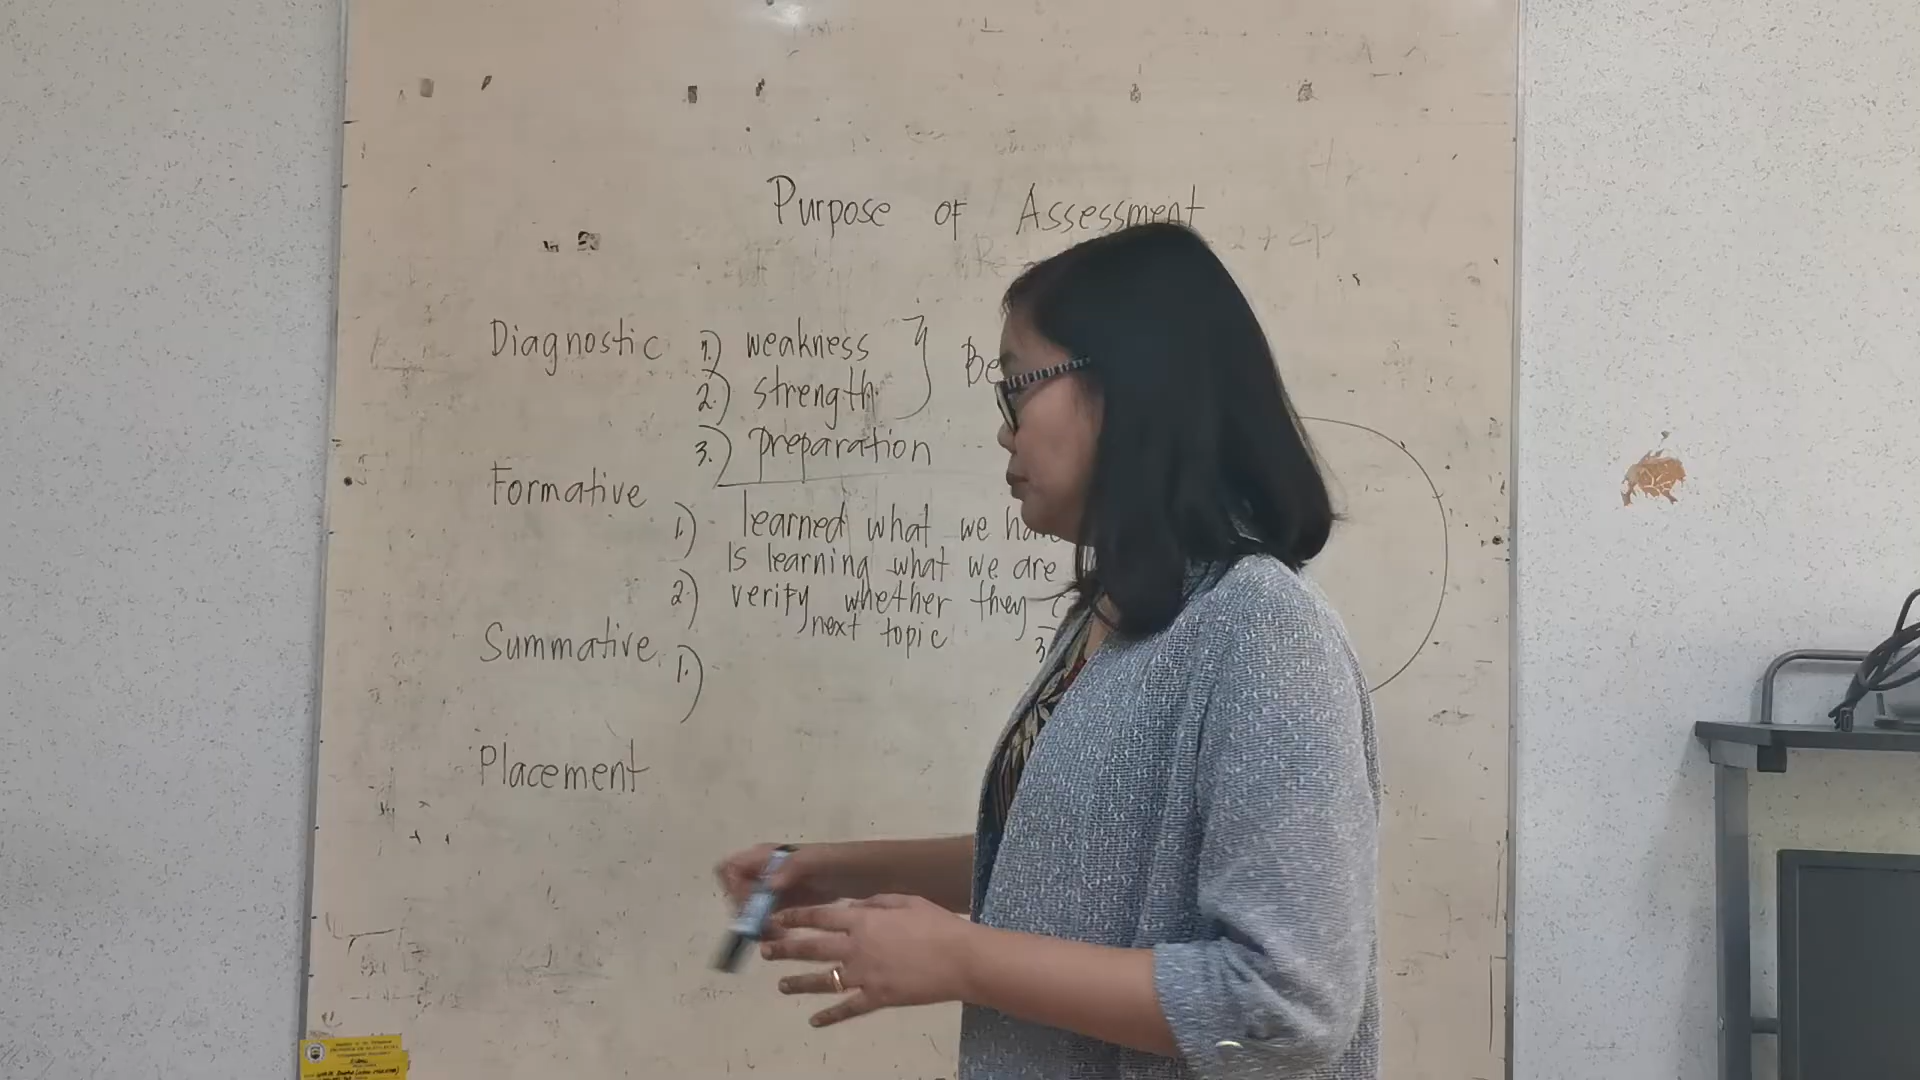 Purpose of Assessment
Diagnostic 1.) weakness
2.) strength
3.) preparation
Formative
1.) learned what we
Is learning what we are
2.) verify whether they
next topic
3
Summative 1.)
Placement